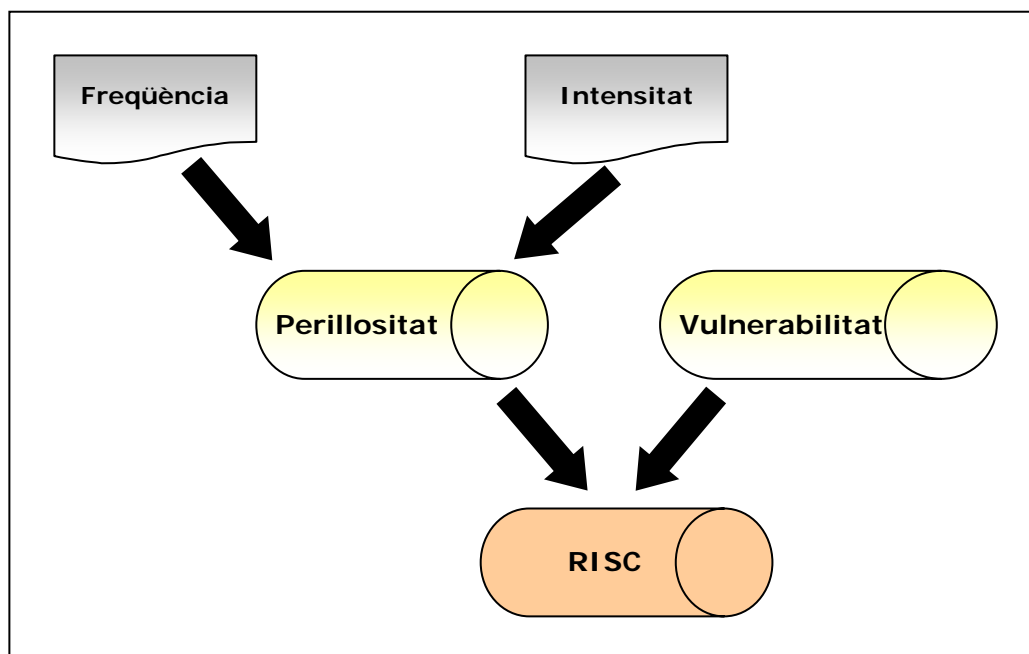 Freqüència
Intensitat
Perillositat
Vulnerabilitat
RISC